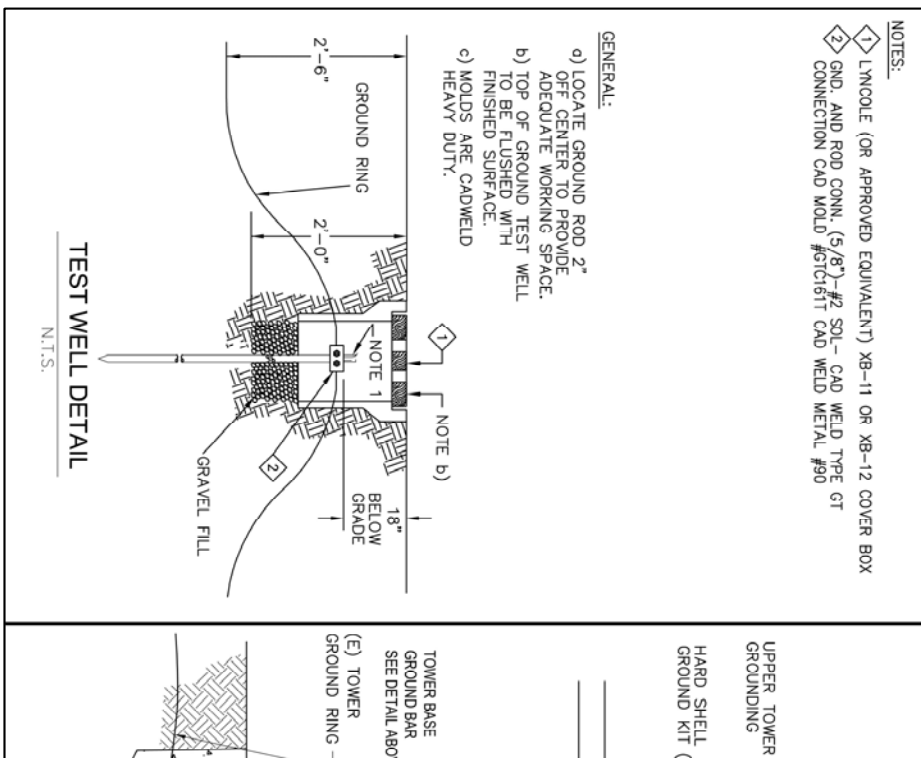 NOTES:
1 LYNCOLE (OR APPROVED EQUIVALENT) XB-11 OR XB-12 COVER BOX
2 GND. AND ROD CONN. (5/8")-#2 SOL- CAD WELD TYPE GT
CONNECTION CAD MOLD #GTC161T CAD WELD METAL #90
GENERAL:
a) LOCATE GROUND ROD 2"
OFF CENTER TO PROVIDE
ADEQUATE WORKING SPACE.
b) TOP OF GROUND TEST WELL
TO BE FLUSHED WITH
FINISHED SURFACE.
c) MOLDS ARE CADWELD
HEAVY DUTY.
1
NOTE b)
2'-6"
GROUND RING
2'-0"
NOTE 1
18"
BELOW
GRADE
2
GRAVEL FILL
TEST WELL DETAIL
N.T.S.
UPPER TOWER
GROUNDING
HARD SHELL
GROUND KIT (
TOWER BASE
GROUND BAR
SEE DETAIL ABO
(E) TOWER
GROUND RING